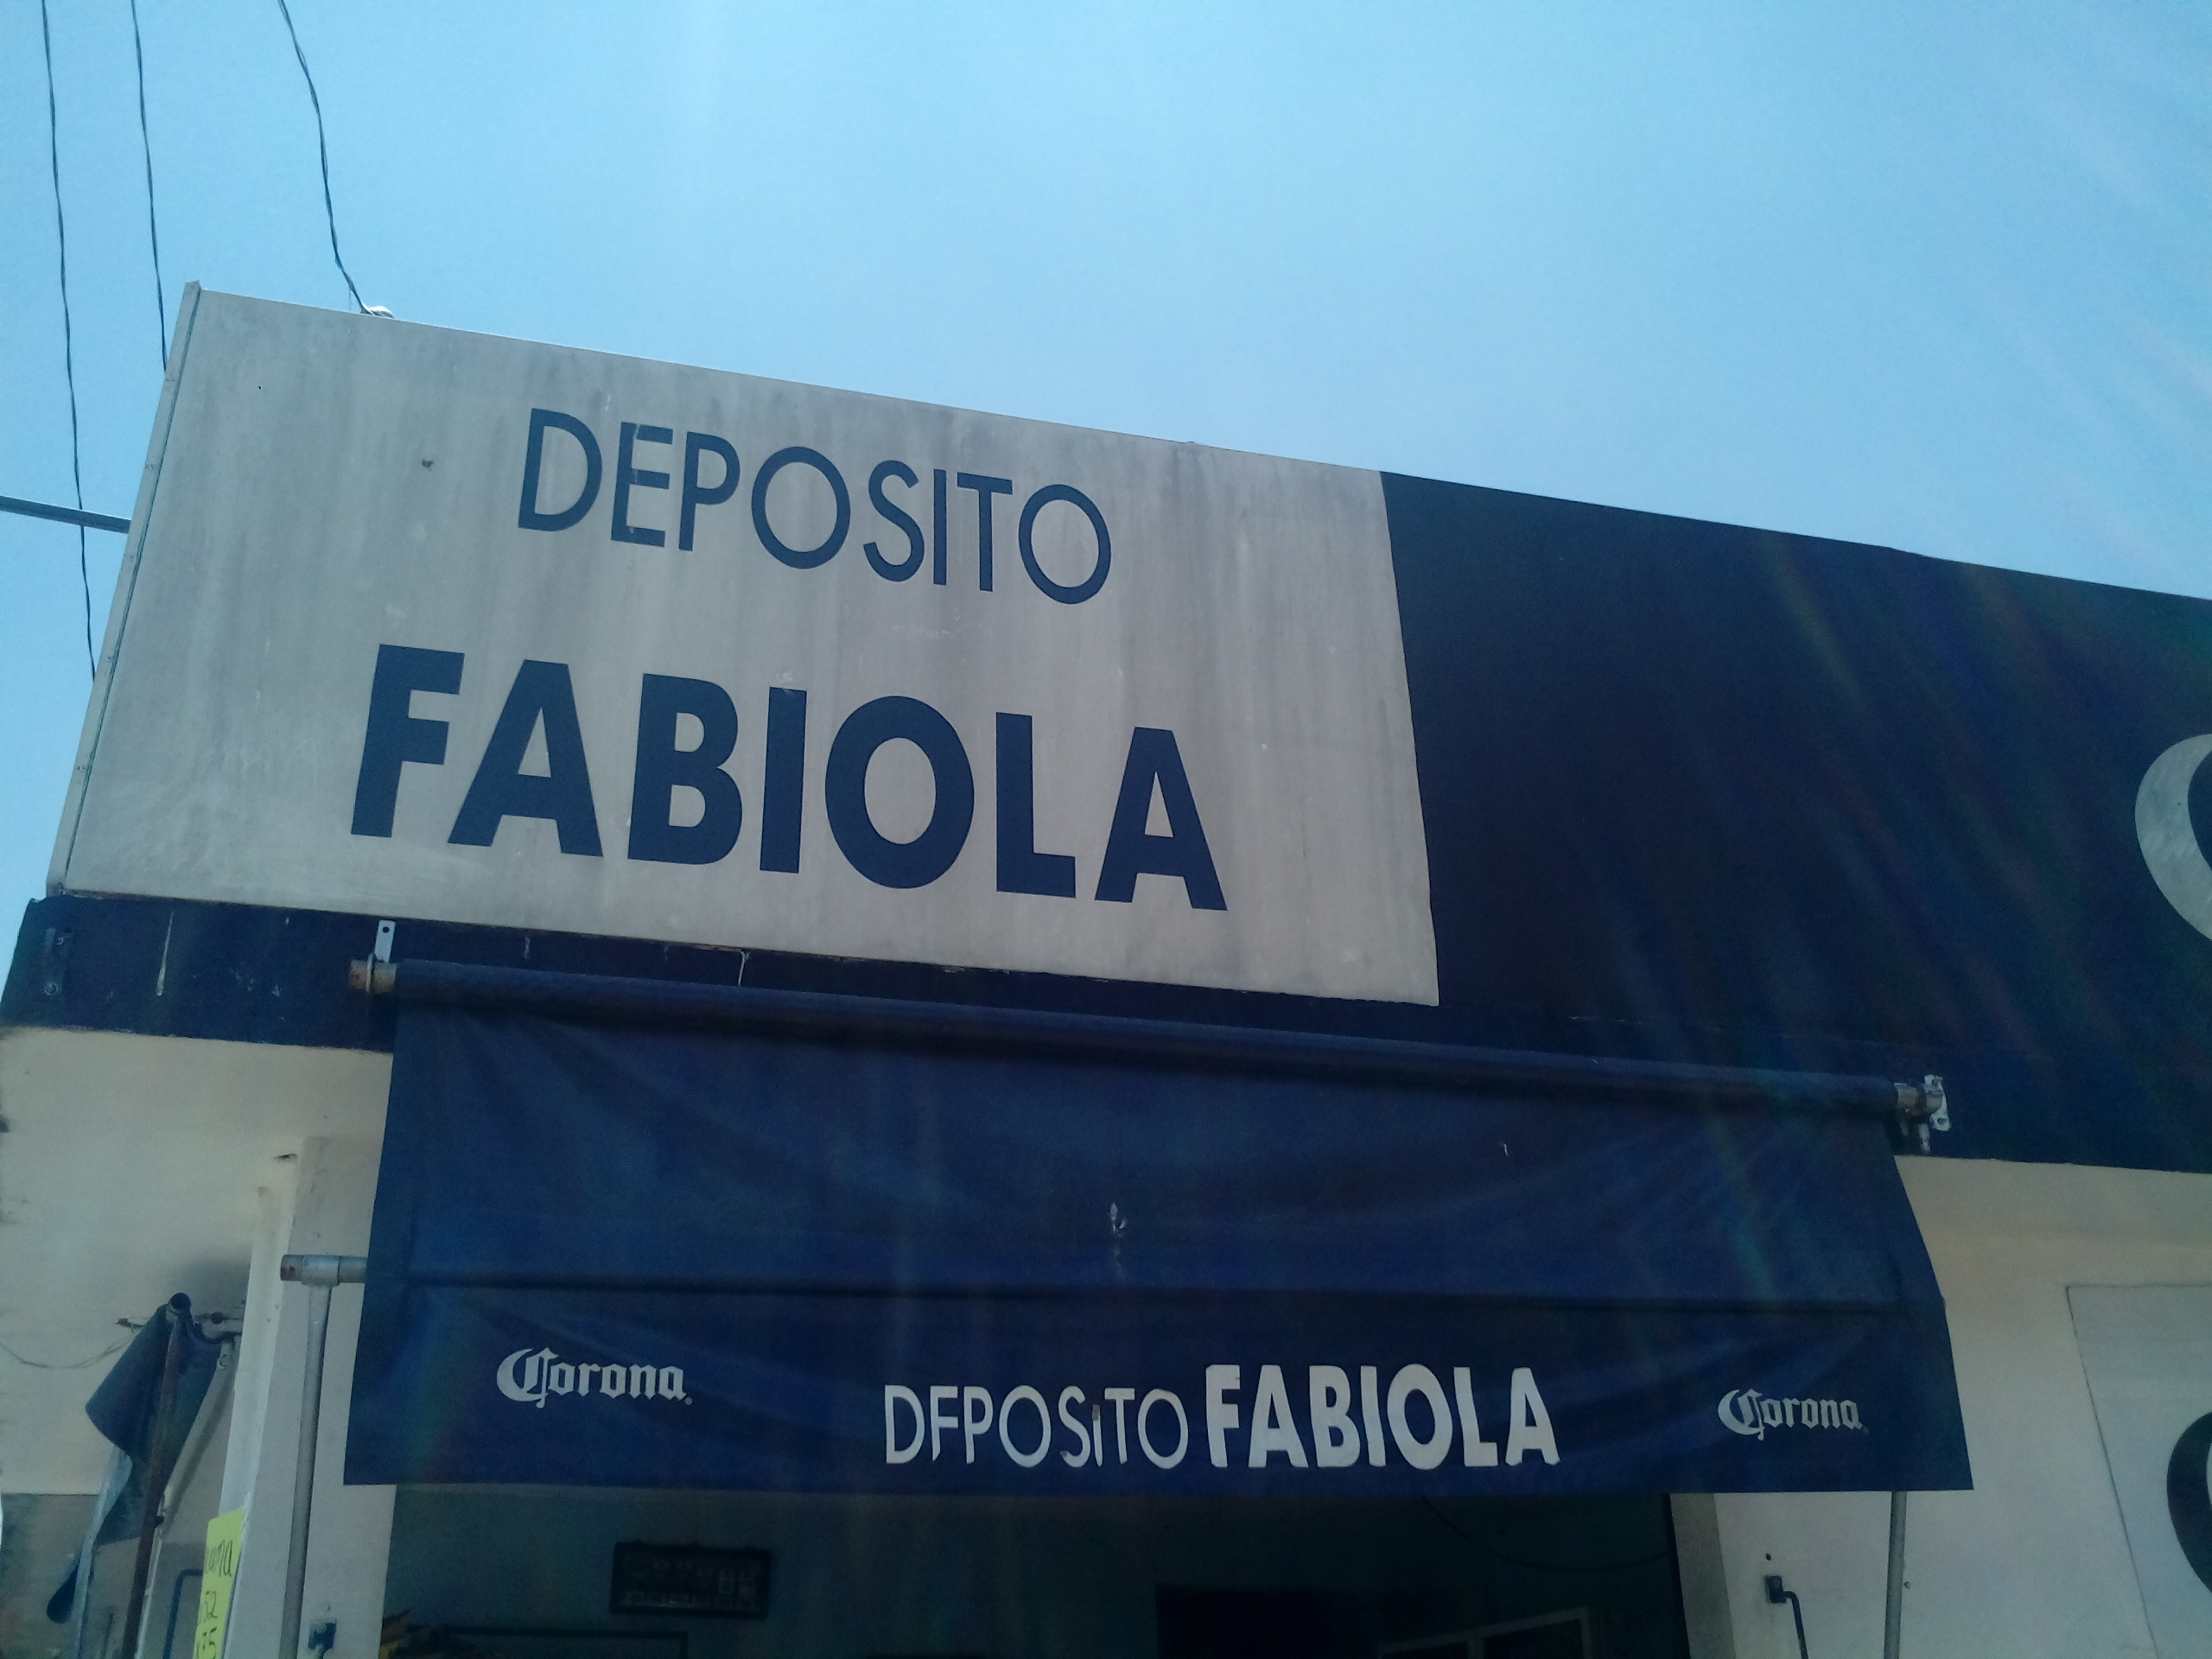 DEPOSITO
FABIOLA
Corona
DFPOSiTO FABIOLA
Corona